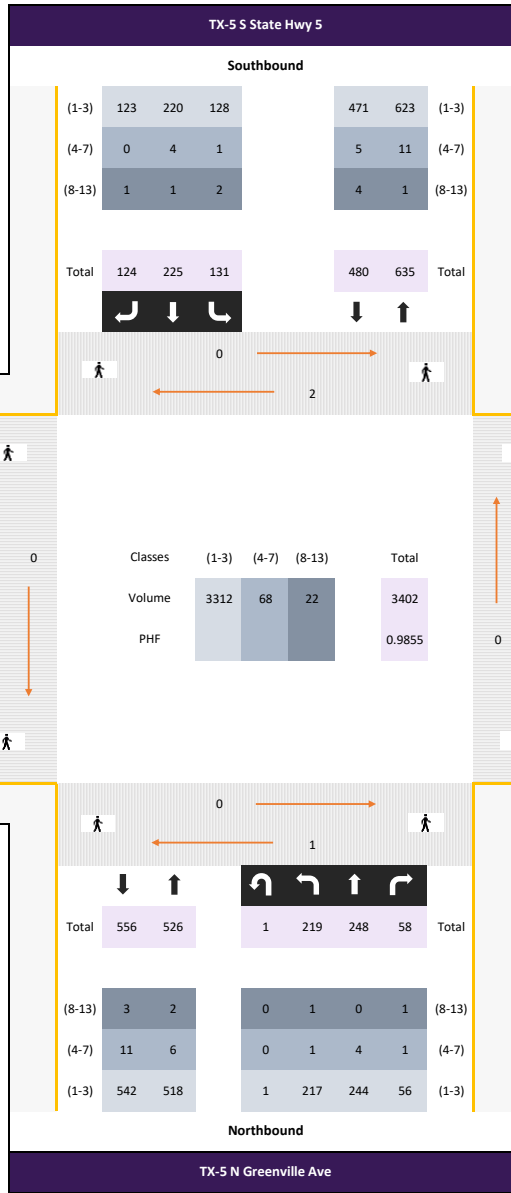 TX-5 S State Hwy 5
Southbound
(1-3) 123 220 128 471 623 (1-3)
(4-7) 0 4 1 5 11 (4-7)
(8-13) 1 1 2 4 1 (8-13)
Total 124 225 131 480 635 Total
0
2
0
Classes (1-3) (4-7) (8-13) Total
Volume 3312 68 22 3402
PHF 0.9855
0
0
1
Total 556 526 1 219 248 58 Total
(8-13) 3 2 0 1 0 1 (8-13)
(4-7) 11 6 0 1 4 1 (4-7)
(1-3) 542 518 1 217 244 56 (1-3)
Northbound
TX-5 N Greenville Ave